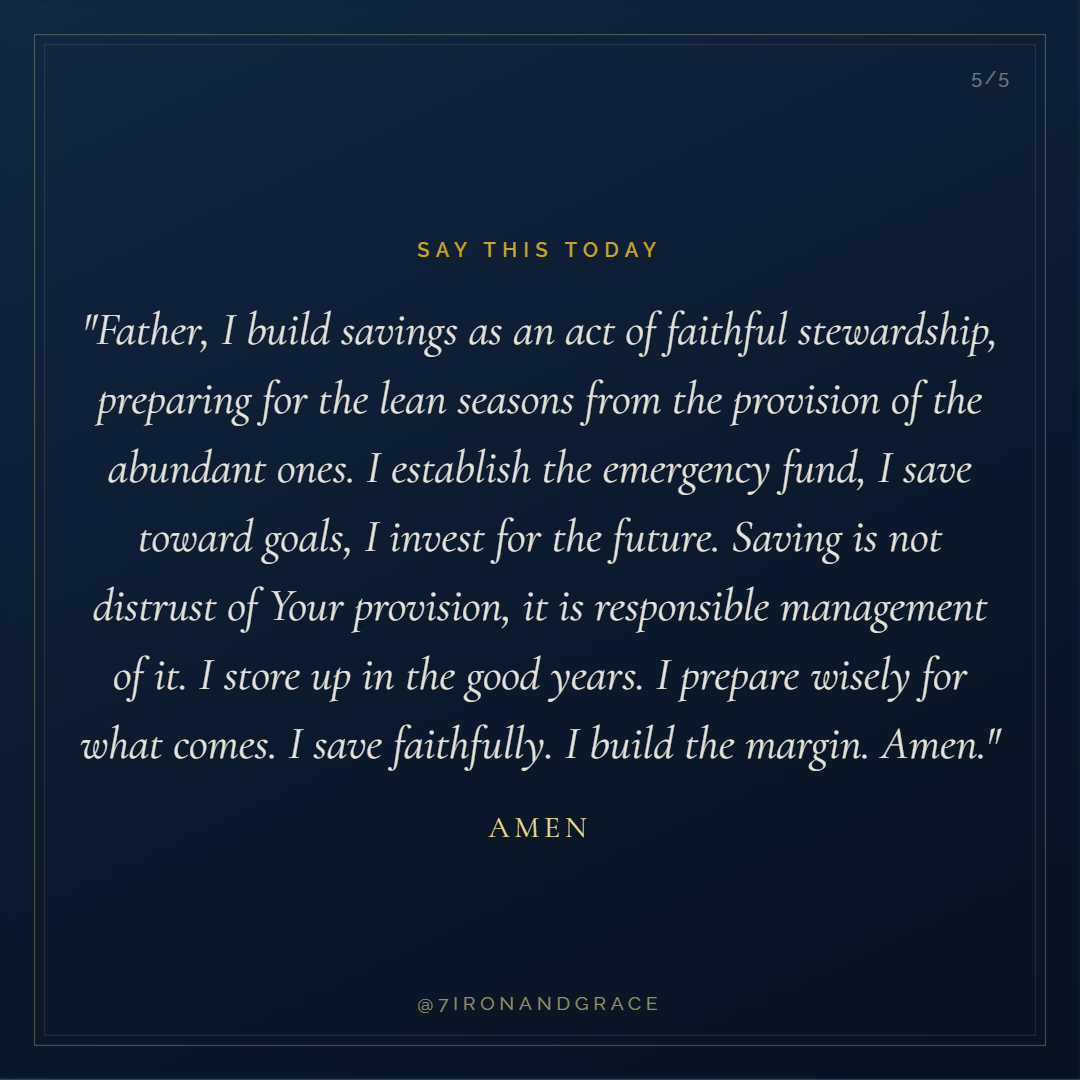 5/5
SAY THIS TODAY
"Father, I build savings as an act of faithful stewardship,
preparing for the lean seasons from the provision of the
abundant ones. I establish the emergency fund, I save
toward goals, I invest for the future. Saving is not
distrust of Your provision, it is responsible management
of it. I store up in the good years. I prepare wisely for
what comes. I save faithfully. I build the margin. Amen."
AMEN
@7IRONANDGRACE